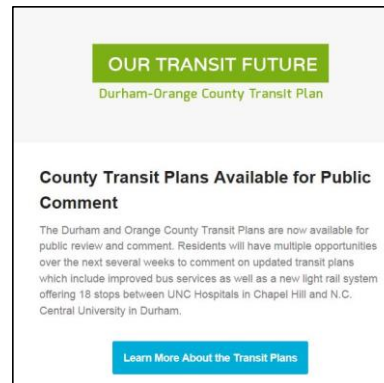 OUR TRANSIT FUTURE
Durham-Orange County Transit Plan
County Transit Plans Available for Public
Comment
The Durham and Orange County Transit Plans are now available for
public review and comment. Residents will have multiple opportunities
over the next several weeks to comment on updated transit plans
which include improved bus services as well as a new light rail system
offering 18 stops between UNC Hospitals in Chapel Hill and N.C.
Central University in Durham.
Learn More About the Transit Plans